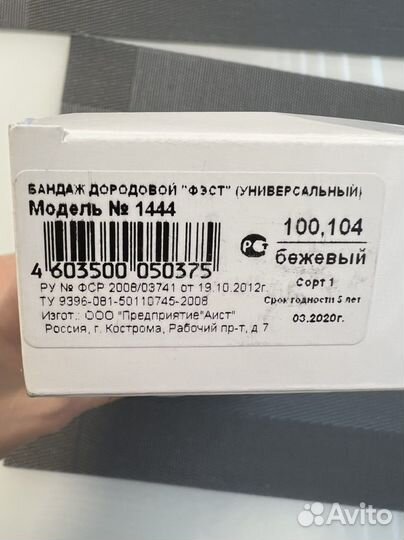 БАНДАЖ ДОРОДОВОЙ "ФЭСТ" (УНИВЕРСАЛЬНЫЙ)
Модель № 1444
100,104
РСТ
бежевый
4 603500 050375
Сорт 1
РУ № ФСР 2008/03741 от 19.10.2012г.
Срок годности 5 лет
ТУ 9396-081-50110745-2008
03.2020г.
Изгот.: ООО "Предприятие"Аист"
Россия, г. Кострома, Рабочий пр-т, д 7
Avito